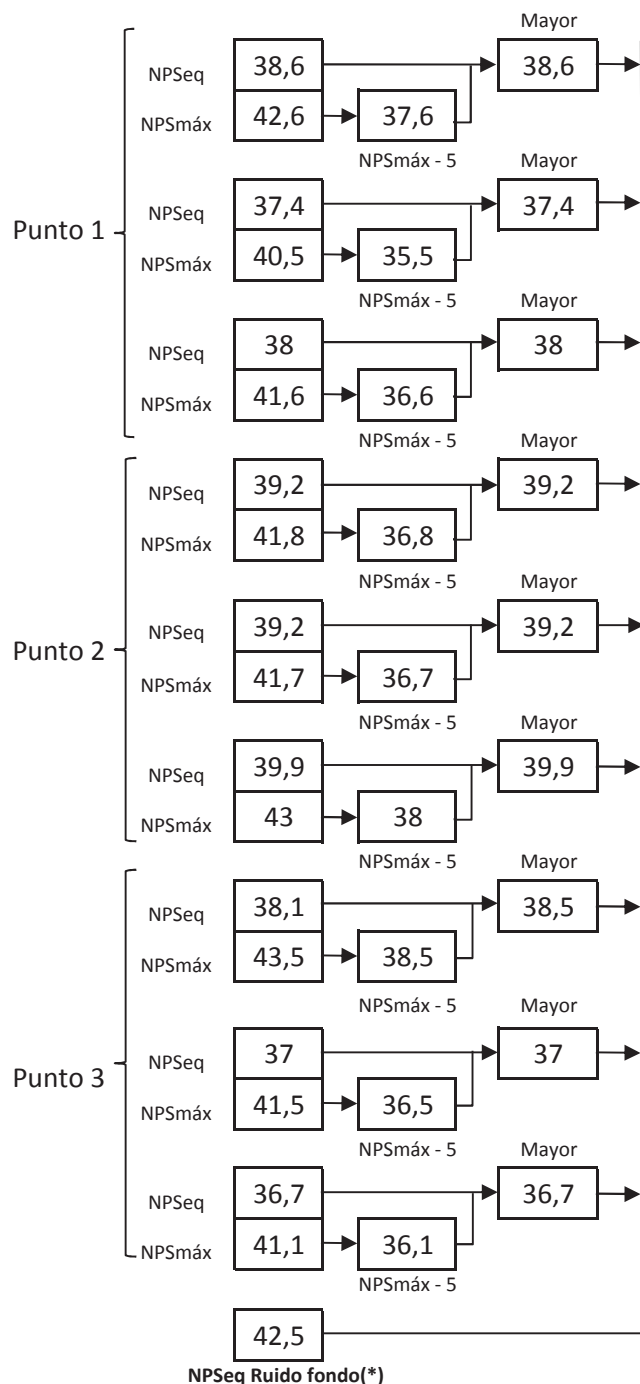 Mayor
NPSeq 38,6 38,6
NPSmáx 42,6 37,6
NPSmáx - 5
Mayor
NPSeq 37,4 37,4
Punto 1
NPSmáx 40,5 35,5
NPSmáx - 5
Mayor
NPSeq 38 38
NPSmáx 41,6 36,6
NPSmáx - 5
Mayor
NPSeq 39,2 39,2
NPSmáx 41,8 36,8
NPSmáx - 5
Mayor
NPSeq 39,2 39,2
Punto 2
NPSmáx 41,7 36,7
NPSmáx - 5
Mayor
NPSeq 39,9 39,9
NPSmáx 43 38
NPSmáx - 5
Mayor
NPSeq 38,1 38,5
NPSmáx 43,5 38,5
NPSmáx - 5
Mayor
NPSeq 37 37
Punto 3
NPSmáx 41,5 36,5
NPSmáx - 5
Mayor
NPSeq 36,7 36,7
NPSmáx 41,1 36,1
NPSmáx - 5
42,5
NPSeq Ruido fondo(*)